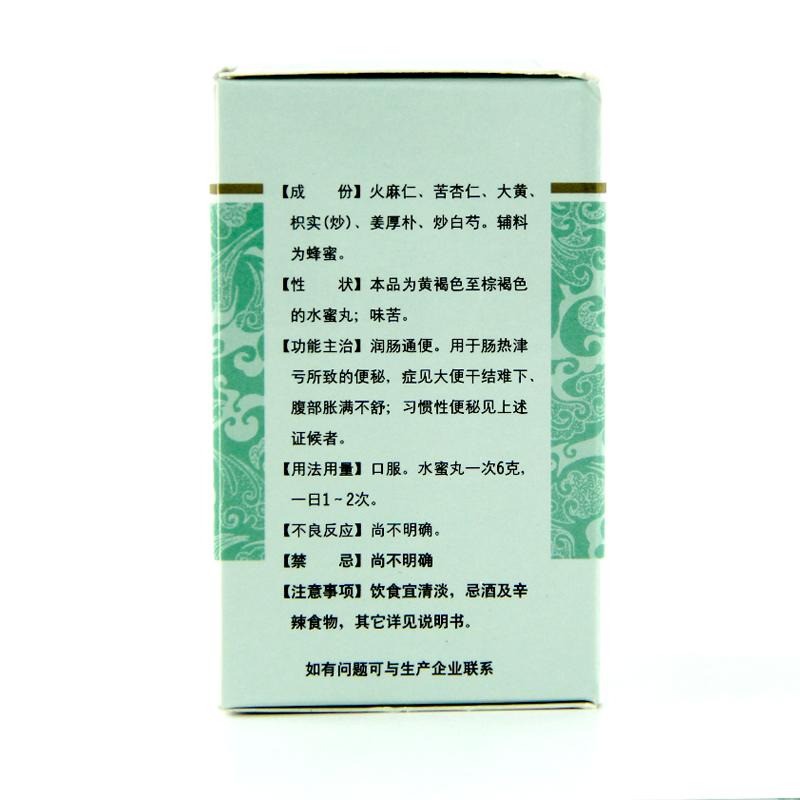 【成　　份】火麻仁、苦杏仁、大黄、
枳实(炒)、姜厚朴、炒白芍。辅料
为蜂蜜。
【性　　状】本品为黄褐色至棕褐色
的水蜜丸；味苦。
【功能主治】润肠通便。用于肠热津
亏所致的便秘，症见大便干结难下、
腹部胀满不舒；习惯性便秘见上述
证候者。
【用法用量】口服。水蜜丸一次6克，
一日1～2次。
【不良反应】尚不明确。
【禁　　忌】尚不明确
【注意事项】饮食宜清淡，忌酒及辛
辣食物，其它详见说明书。
如有问题可与生产企业联系